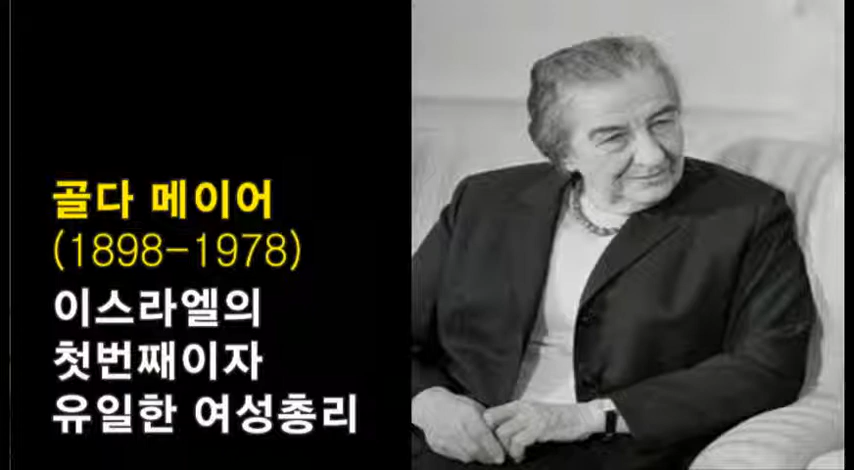 골다 메이어
(1898-1978)
이스라엘의
첫번째이자
유일한 여성총리